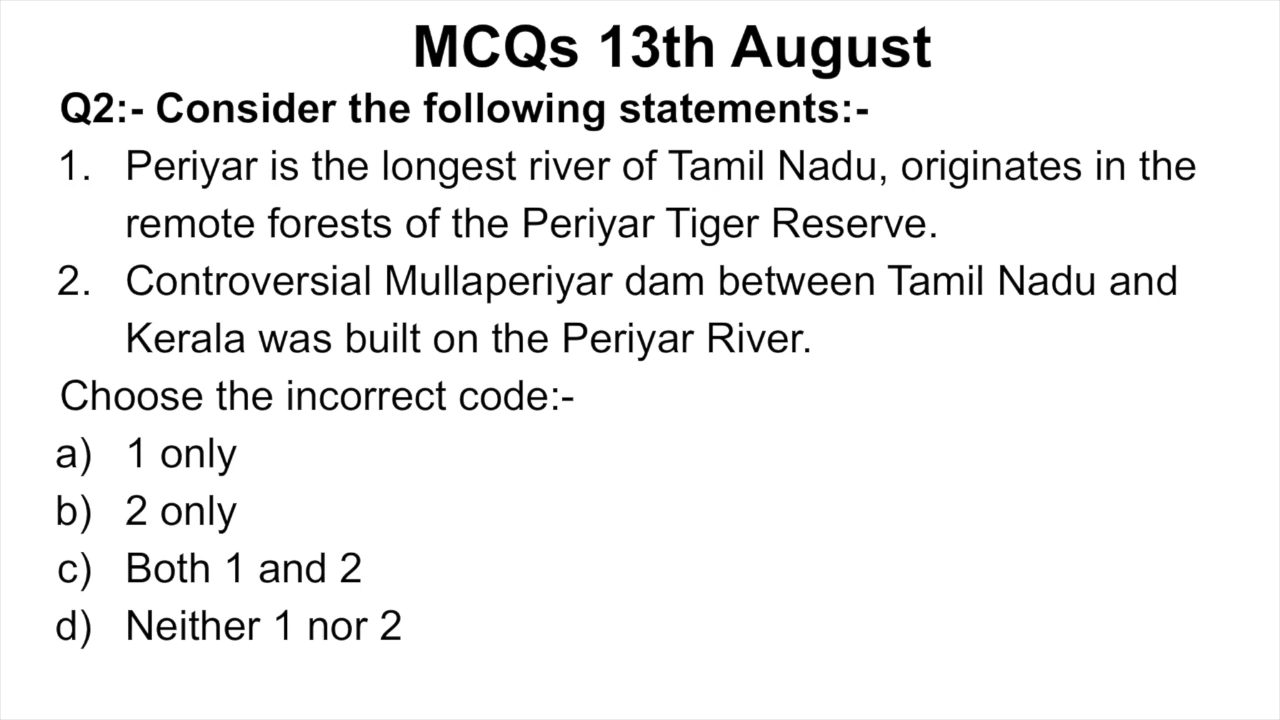 MCQs 13th August
Q2:- Consider the following statements:-
1. Periyar is the longest river of Tamil Nadu, originates in the
remote forests of the Periyar Tiger Reserve.
2. Controversial Mullaperiyar dam between Tamil Nadu and
Kerala was built on the Periyar River.
Choose the incorrect code:-
a) 1 only
b) 2 only
c) Both 1 and 2
d) Neither 1 nor 2